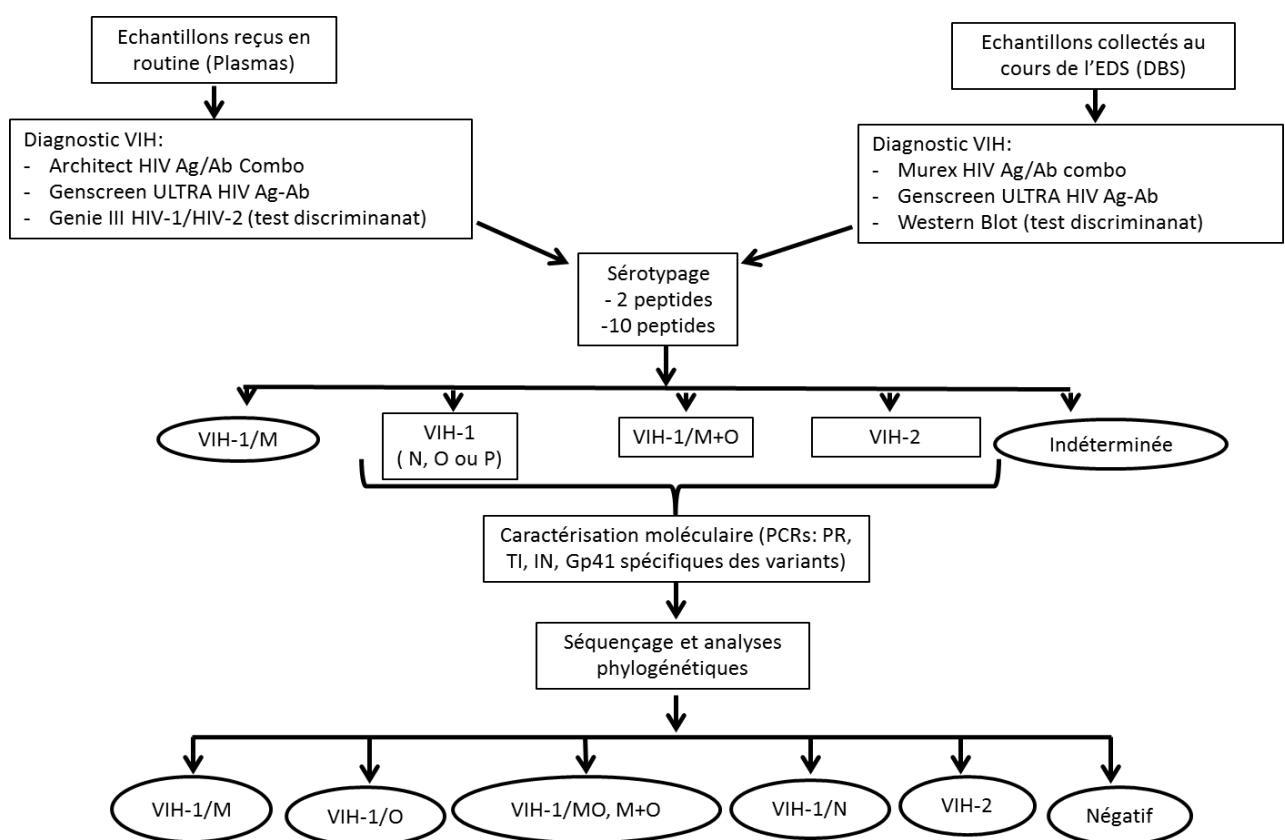 Echantillons reçus en
routine (Plasmas)
Echantillons collectés au
cours de l'EDS (DBS)
Diagnostic VIH:
- Architect HIV Ag/Ab Combo
- Genscreen ULTRA HIV Ag-Ab
- Genie III HIV-1/HIV-2 (test discriminanat)
Diagnostic VIH:
- Murex HIV Ag/Ab combo
- Genscreen ULTRA HIV Ag-Ab
- Western Blot (test discriminanat)
Sérotypage
- 2 peptides
-10 peptides
VIH-1/M
VIH-1
( N, O ou P)
VIH-1/M+O
VIH-2
Indéterminée
Caractérisation moléculaire (PCRs: PR,
TI, IN, Gp41 spécifiques des variants)
Séquençage et analyses
phylogénétiques
VIH-1/M
VIH-1/O
VIH-1/MO, M+O
VIH-1/N
VIH-2
Négatif